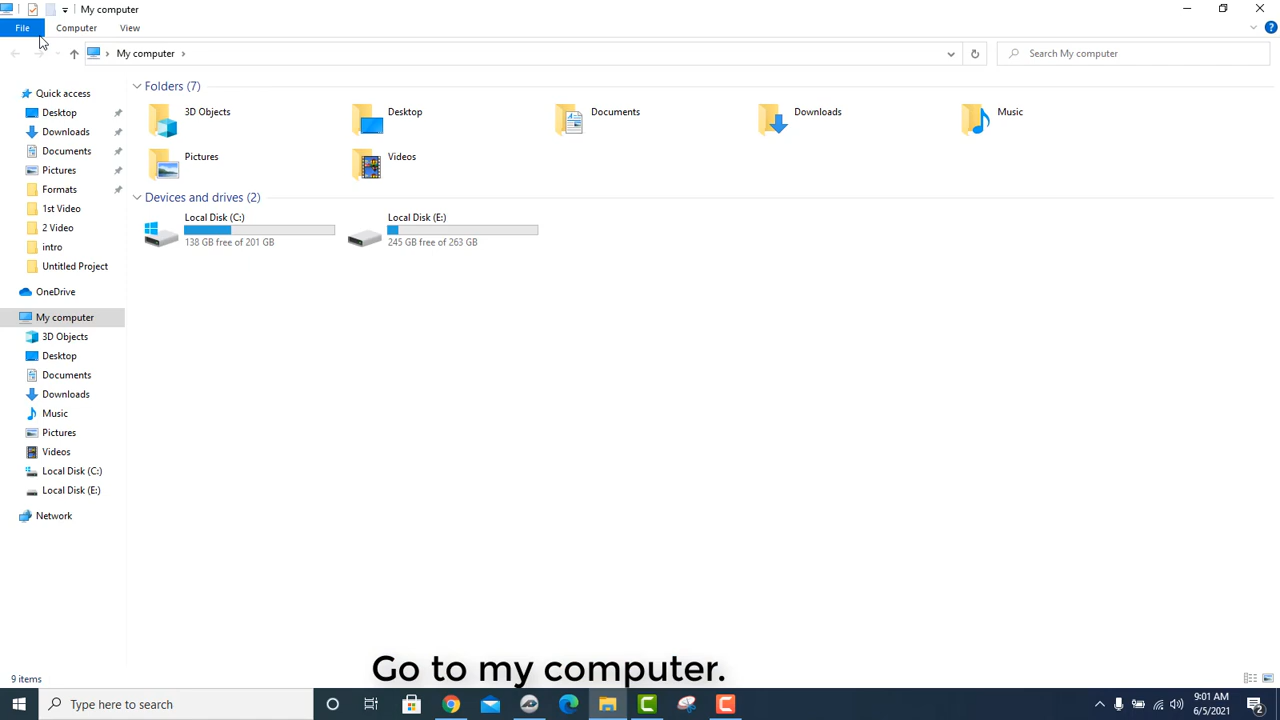 My computer
File
Computer
View
My computer
Search My computer
Quick access
Desktop
Downloads
Documents
Pictures
Formats
1st Video
2 Video
intro
Untitled Project
OneDrive
My computer
3D Objects
Desktop
Documents
Downloads
Music
Pictures
Videos
Local Disk (C:)
Local Disk (E:)
Network
Folders (7)
3D Objects
Desktop
Documents
Downloads
Music
Pictures
Videos
Devices and drives (2)
Local Disk (C:)
138 GB free of 201 GB
Local Disk (E:)
245 GB free of 263 GB
Go to my computer.
9 items
Type here to search
9:01 AM
6/5/2021
2